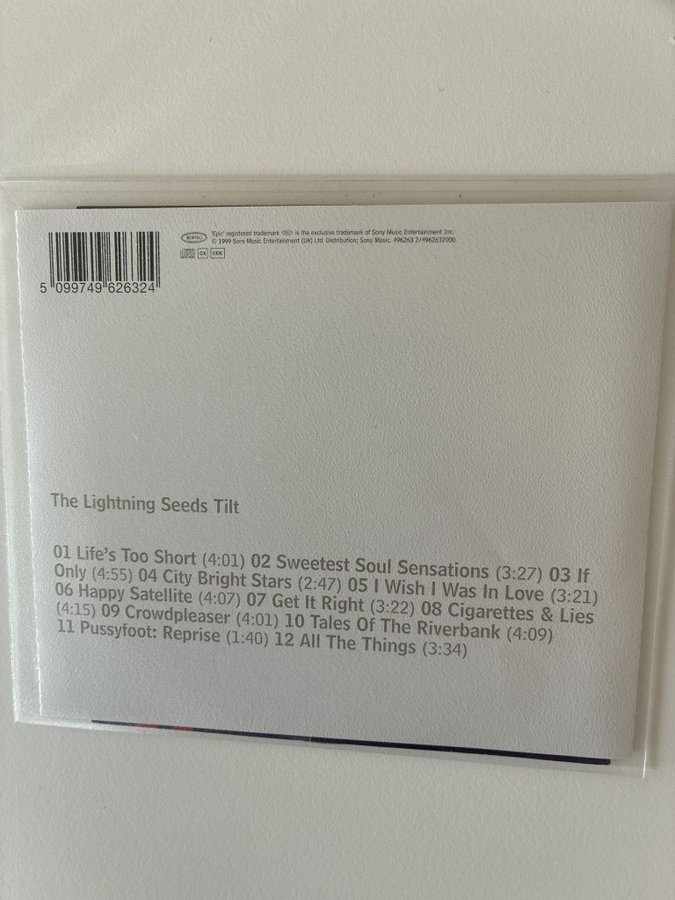 EPIC
"Epic" registered trademark EPIC is the exclusive trademark of Sony Music Entertainment Inc.
© 1999 Sony Music Entertainment (UK) Ltd. Distribution: Sony Music. 496263 2/4962632000.
CX CDE
5 099749 626324
The Lightning Seeds Tilt
01 Life's Too Short (4:01) 02 Sweetest Soul Sensations (3:27) 03 If
Only (4:55) 04 City Bright Stars (2:47) 05 I Wish I Was In Love (3:21)
06 Happy Satellite (4:07) 07 Get It Right (3:22) 08 Cigarettes & Lies
(4:15) 09 Crowdpleaser (4:01) 10 Tales Of The Riverbank (4:09)
11 Pussyfoot: Reprise (1:40) 12 All The Things (3:34)